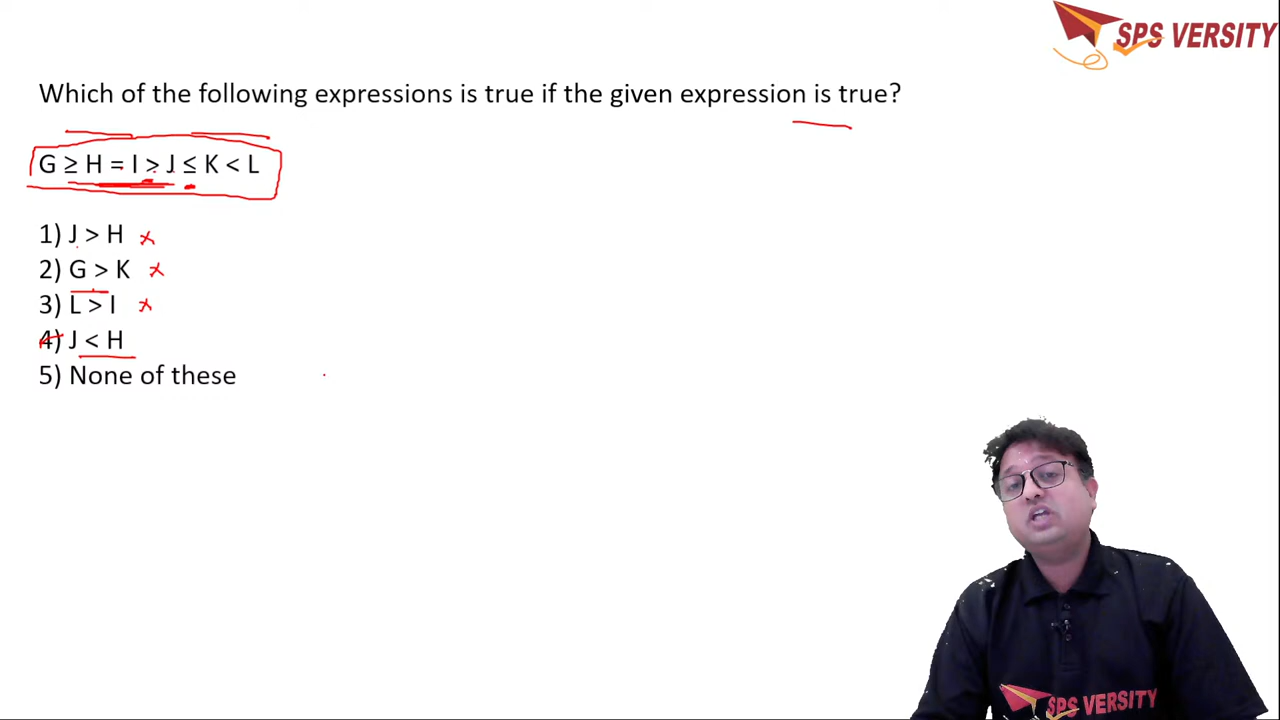 SPS VERSITY
Which of the following expressions is true if the given expression is true?
G ≥ H = I > J ≤ K < L
1) J > H
2) G > K
3) L > I
4) J < H
5) None of these
SPS VERSITY